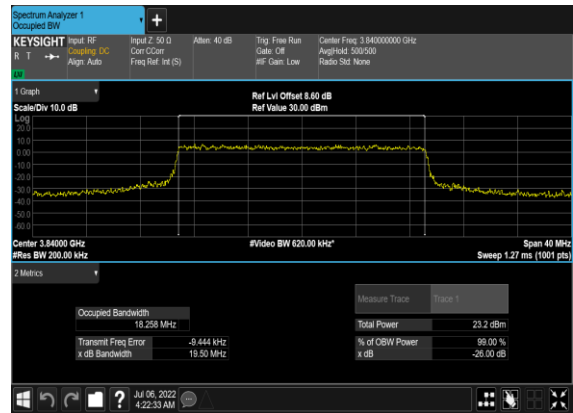 Spectrum Analyzer 1
Occupied BW
+
KEYSIGHT Input: RF Input Z: 50 Ω Atten: 40 dB Trig: Free Run Center Freq: 3.840000000 GHz
R T Coupling: DC Corr CCorr Gate: Off Avg|Hold: 500/500
Align: Auto Freq Ref: Int (S) #IF Gain: Low Radio Std: None
LXI
1 Graph
Ref Lvl Offset 8.60 dB
Scale/Div 10.0 dB Ref Value 30.00 dBm
Log
20.0
10.0
0.00
-10.0
-20.0
-30.0
-40.0
-50.0
-60.0
Center 3.84000 GHz #Video BW 620.00 kHz* Span 40 MHz
#Res BW 200.00 kHz Sweep 1.27 ms (1001 pts)
2 Metrics
Measure Trace Trace 1
Occupied Bandwidth
18.258 MHz Total Power 23.2 dBm
Transmit Freq Error -9.444 kHz % of OBW Power 99.00 %
x dB Bandwidth 19.50 MHz x dB -26.00 dB
? Jul 06, 2022
4:22:33 AM